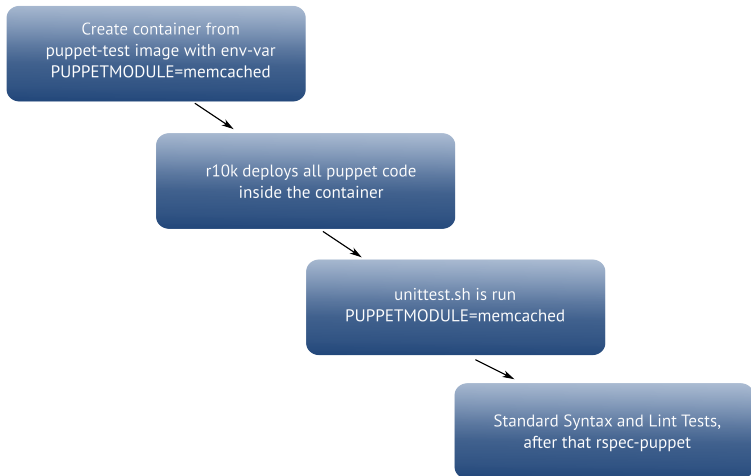 Create container from
puppet-test image with env-var
PUPPETMODULE=memcached
r10k deploys all puppet code
inside the container
unittest.sh is run
PUPPETMODULE=memcached
Standard Syntax and Lint Tests,
after that rspec-puppet